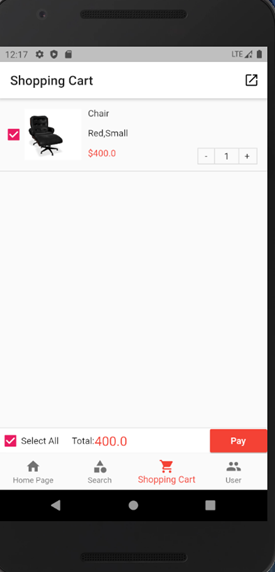 12:17 LTE
Shopping Cart
Chair
Red,Small
$400.0
- 1 +
Select All Total:400.0 Pay
Home Page Search Shopping Cart User